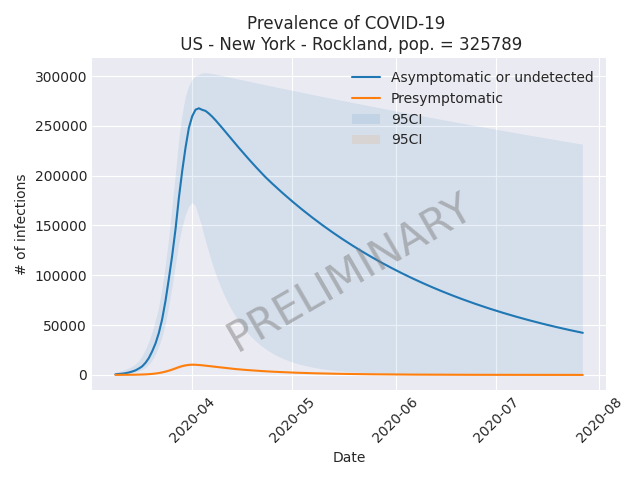 Prevalence of COVID-19
US - New York - Rockland, pop. = 325789
Asymptomatic or undetected
Presymptomatic
95CI
95CI
300000
250000
200000
150000
100000
50000
0
# of infections
PRELIMINARY
2020-04
2020-05
2020-06
2020-07
2020-08
Date